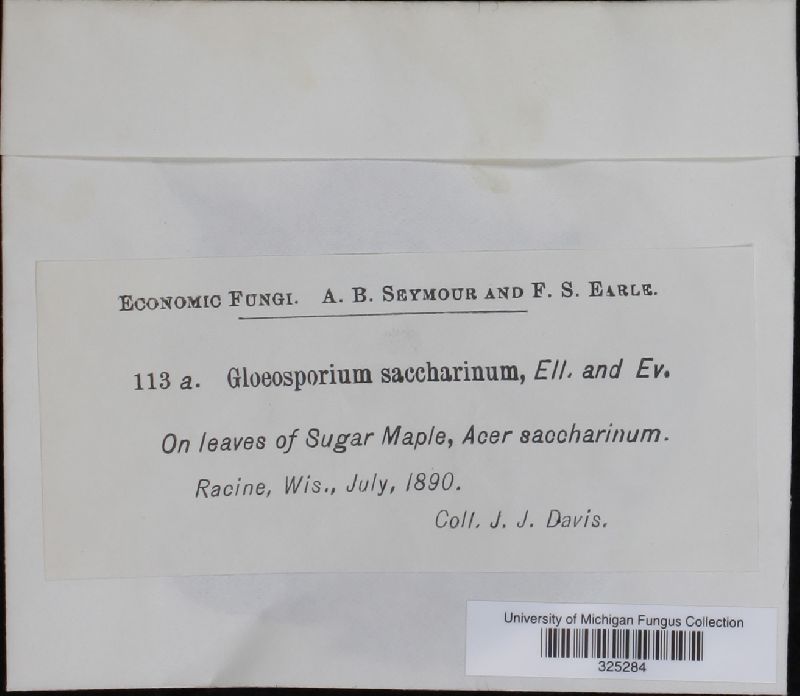 Economic Fungi. A. B. Seymour and F. S. Earle.
113 a. Gloeosporium saccharinum, Ell. and Ev.
On leaves of Sugar Maple, Acer saccharinum.
Racine, Wis., July, 1890.
Coll. J. J. Davis.
University of Michigan Fungus Collection
325284